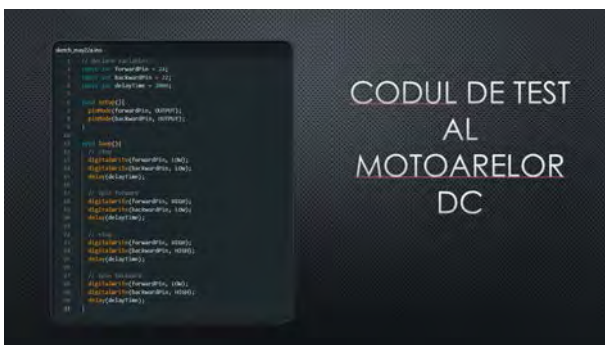 sketch_may22a.ino
// declare variables
const int forwardPin = 24;
const int backwardPin = 22;
const int delayTime = 2000;
void setup(){
pinMode(forwardPin, OUTPUT);
pinMode(backwardPin, OUTPUT);
}
void loop(){
// stop
digitalWrite(forwardPin, LOW);
digitalWrite(backwardPin, LOW);
delay(delayTime);
// spin
digitalWrite(forwardPin, HIGH);
digitalWrite(backwardPin, LOW);
delay(delayTime);
// stop
digitalWrite(forwardPin, HIGH);
digitalWrite(backwardPin, HIGH);
delay(delayTime);
// spin backward
digitalWrite(forwardPin, LOW);
digitalWrite(backwardPin, HIGH);
delay(delayTime);
}
CODUL DE TEST
AL
MOTOARELOR
DC